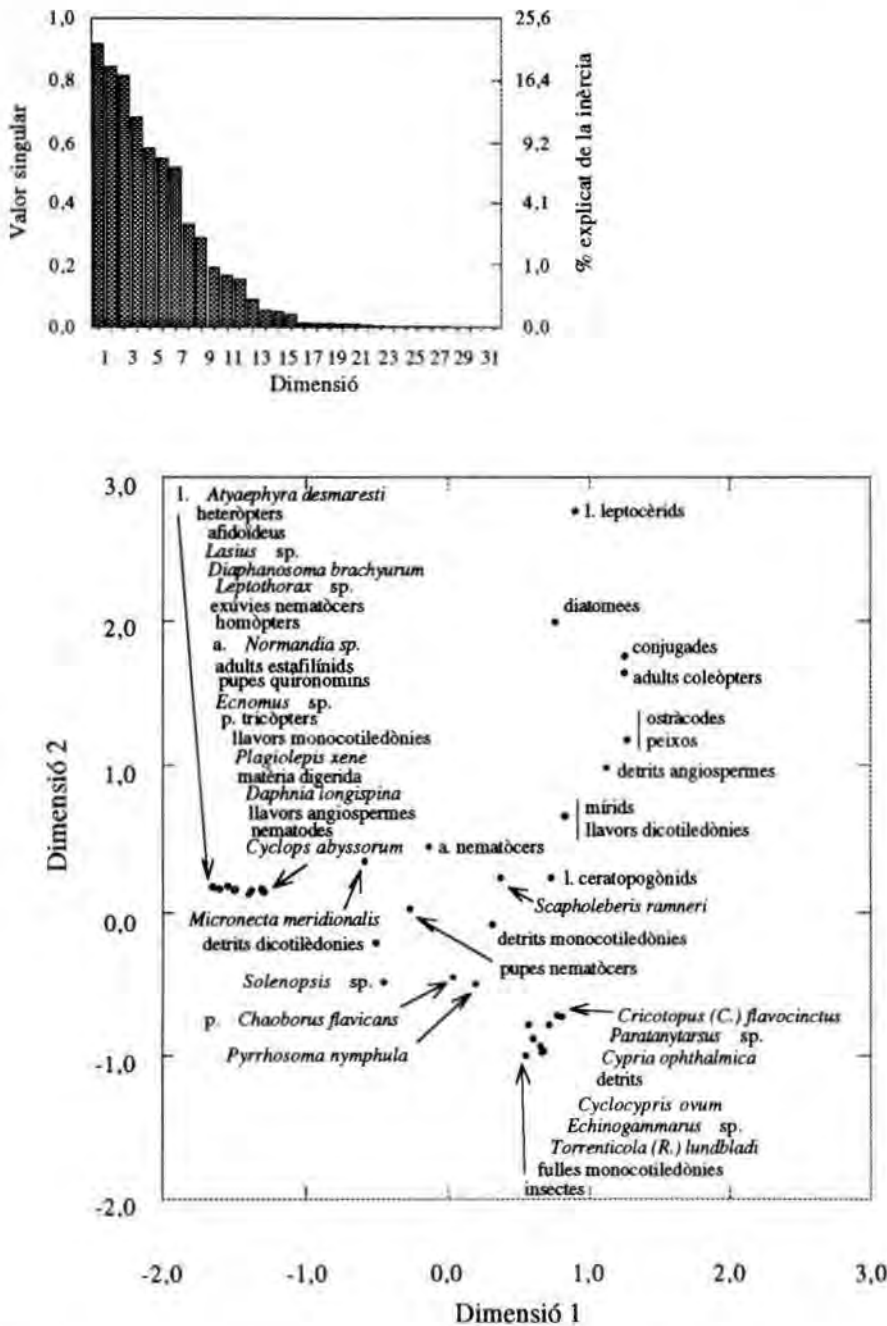 1,0
0,8
0,6
0,4
0,2
0,0
Valor singular
25,6
16,4
9,2
4,1
1,0
0.0
% explicat de la inèrcia
1 3 5 7 9 11 13 15 17 19 21 23 25 27 29 31
Dimensió
3,0
2,0
1,0
0,0
-1,0
-2,0
Dimensió 2
l. Atyaephyra desmaresti
heteròpters
afidoïdeus
Lasius sp.
Diaphanosoma brachyurum
Leptothorax sp.
exúvies nematòcers
homòpters
a. Normandia sp.
adults estafilínids
pupes quironomins
Ecnomus sp.
p. tricòpters
llavors monocotiledònies
Plagiolepis xene
matèria digerida
Daphnia longispina
llavors angiospermes
nematodes
Cyclops abyssorum
l. leptocèrids
diatomees
conjugades
adults coleòpters
ostràcodes
peixos
detrits angiospermes
mírids
llavors dicotiledònies
a. nematòcers
l. ceratopogònids
Scapholeberis ramneri
Micronecta meridionalis
detrits dicotilèdonies
detrits monocotiledònies
pupes nematòcers
Solenopsis sp.
p. Chaoborus flavicans
Pyrrhosoma nymphula
Cricotopus (C.) flavocinctus
Paratanytarsus sp.
Cypria ophthalmica
detrits
Cyclocypris ovum
Echinogammarus sp.
Torrenticola (R.) lundbladi
fulles monocotiledònies
insectes
-2,0 -1,0 0,0 1,0 2,0 3,0
Dimensió 1